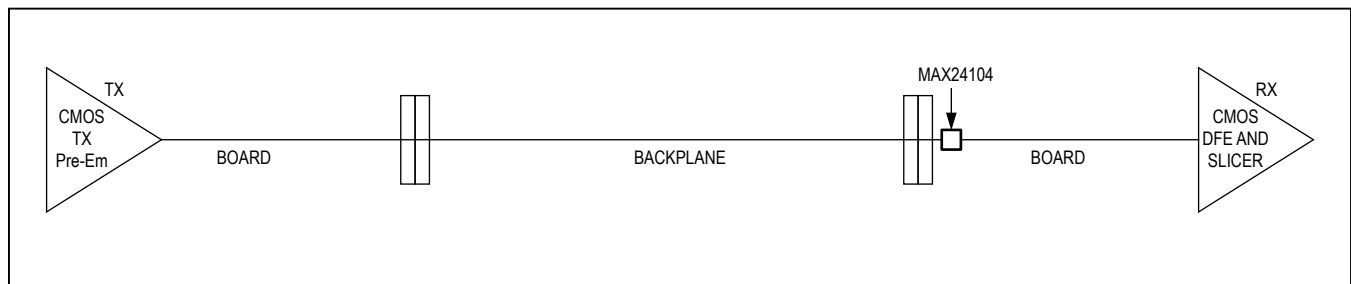 TX
CMOS
TX
Pre-Em
BOARD
BACKPLANE
MAX24104
BOARD
RX
CMOS
DFE AND
SLICER